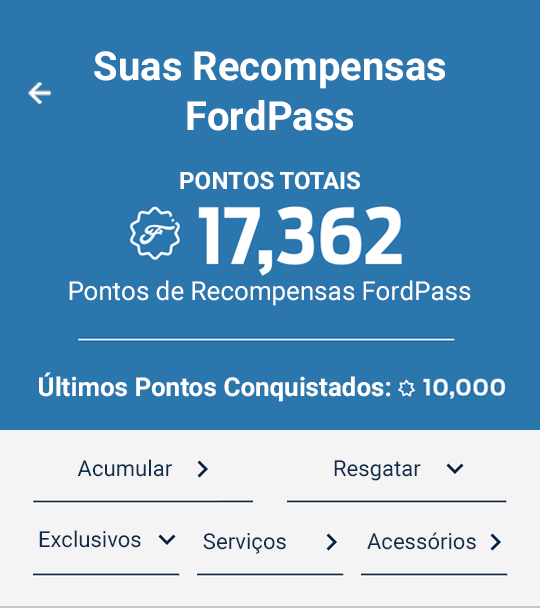 Suas Recompensas
FordPass
PONTOS TOTAIS
17,362
Pontos de Recompensas FordPass
Últimos Pontos Conquistados: 10,000
Acumular
Resgatar
Exclusivos
Serviços
Acessórios